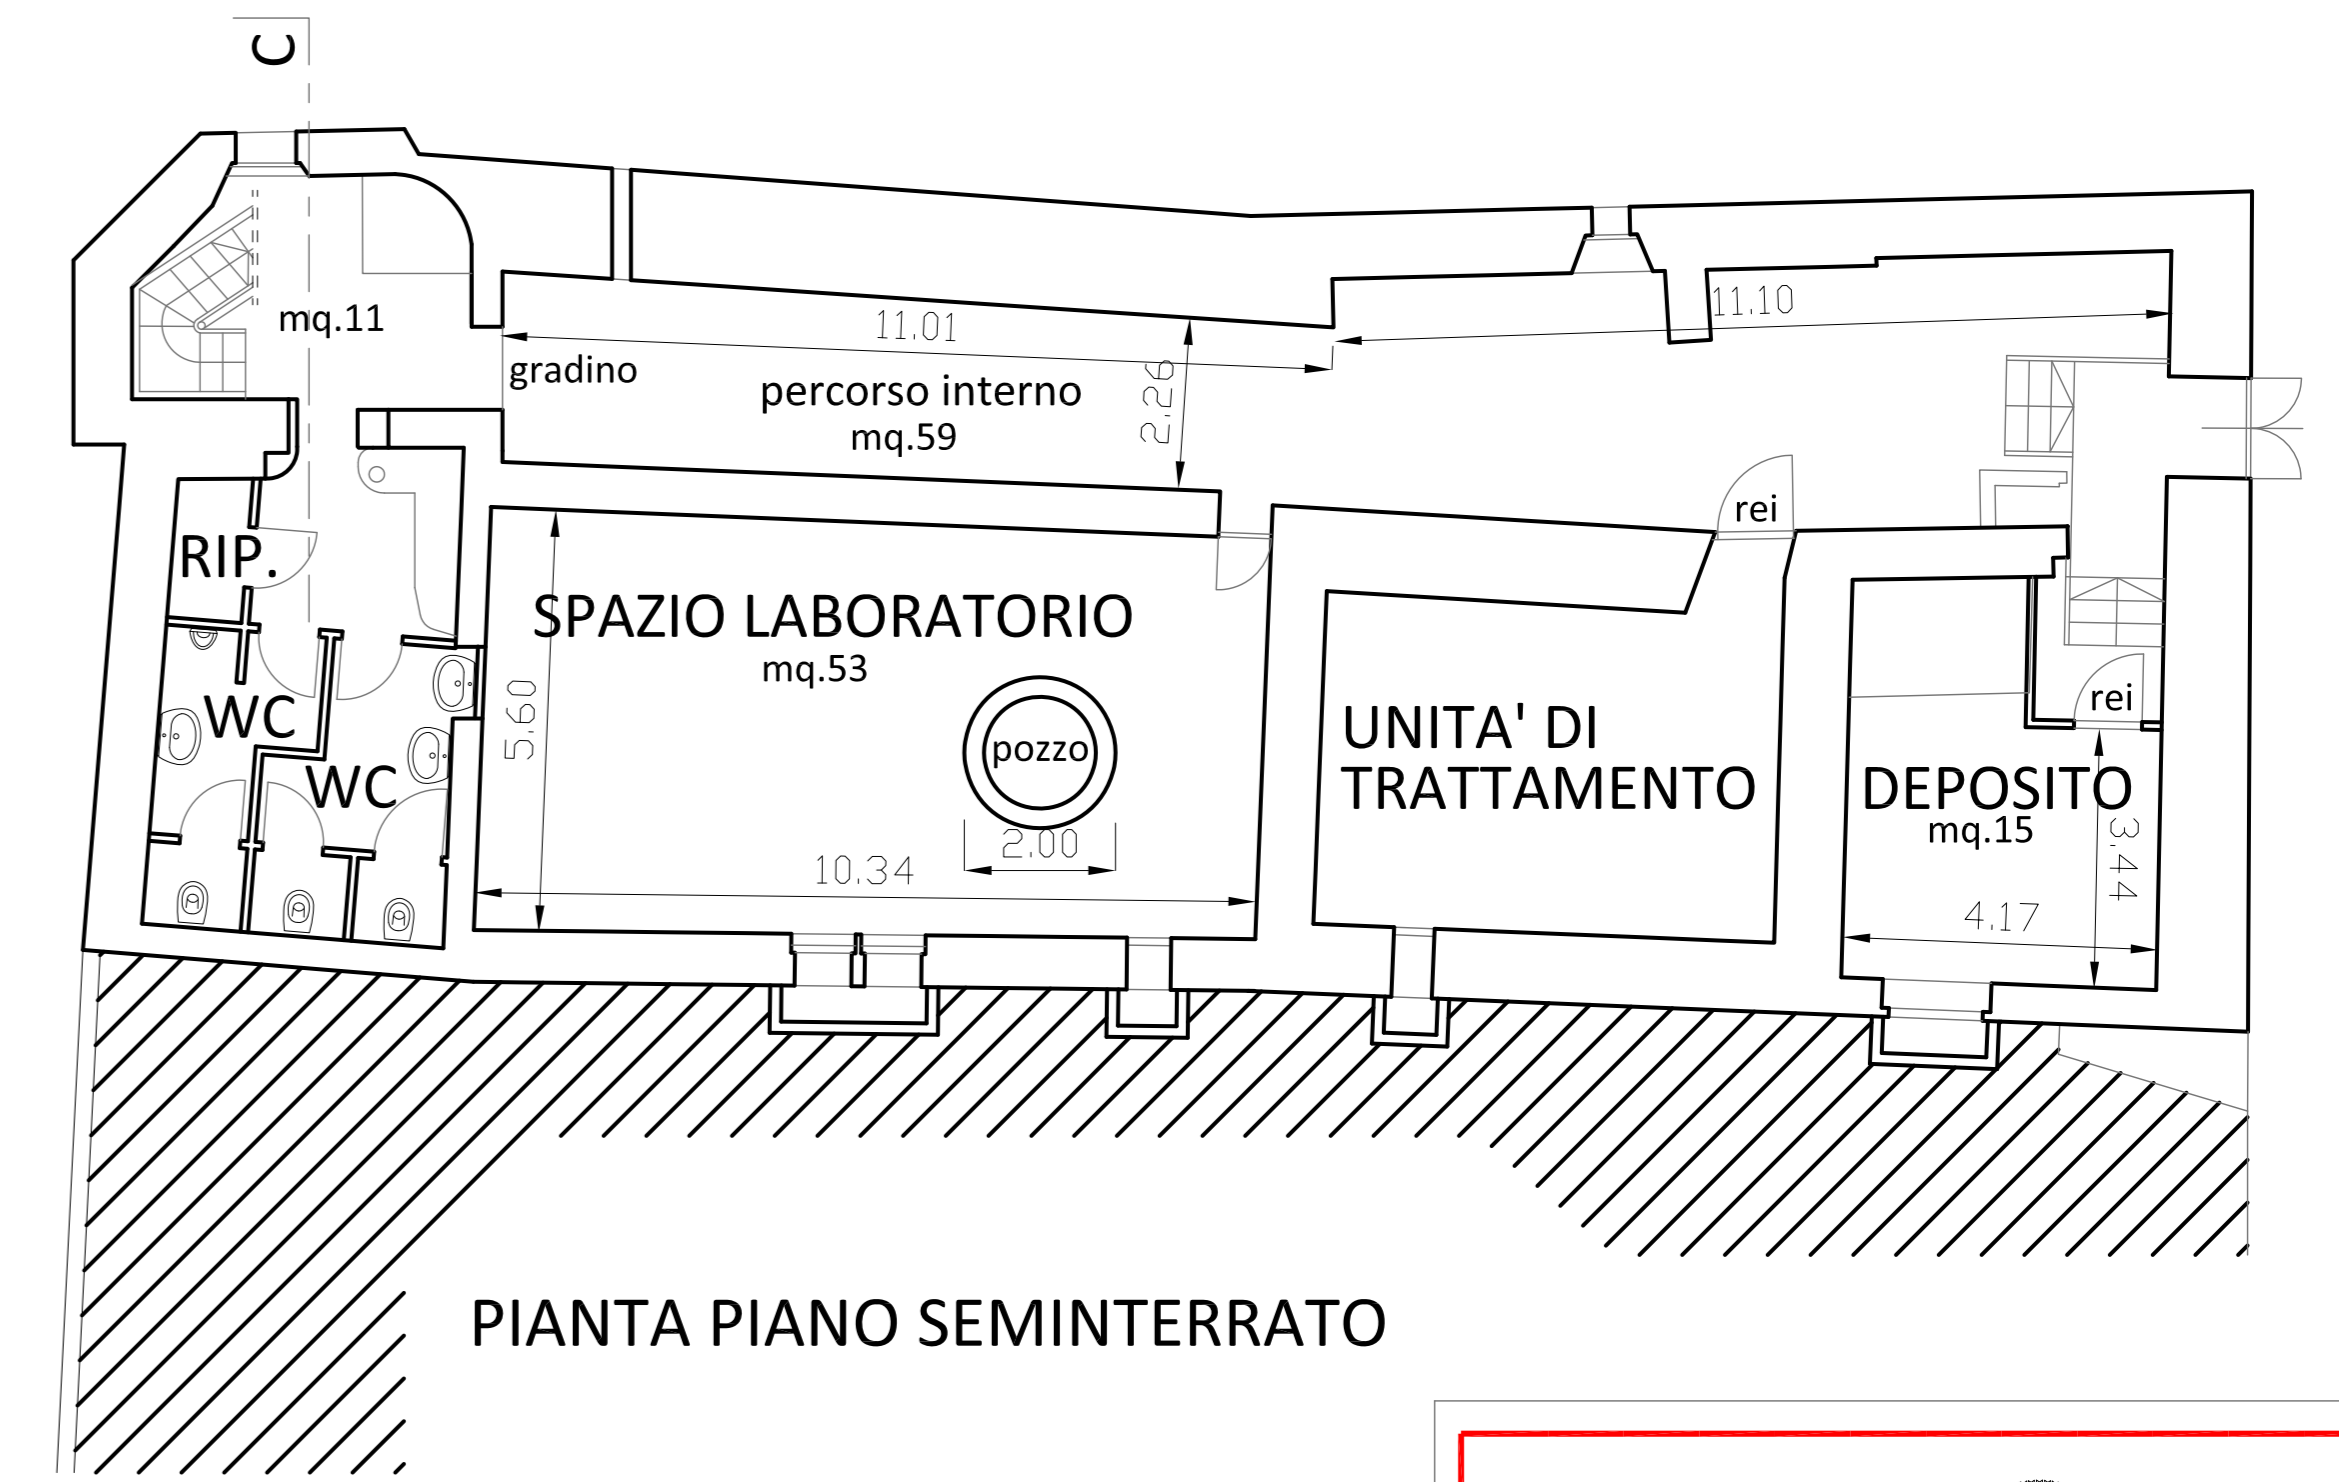 C
mq.11
11.01
11.10
gradino
percorso interno
mq.59
2.26
rei
RIP.
SPAZIO LABORATORIO
mq.53
5.60
pozzo
2.00
10.34
WC
WC
UNITA' DI
TRATTAMENTO
rei
DEPOSITO
mq.15
3.44
4.17
PIANTA PIANO SEMINTERRATO